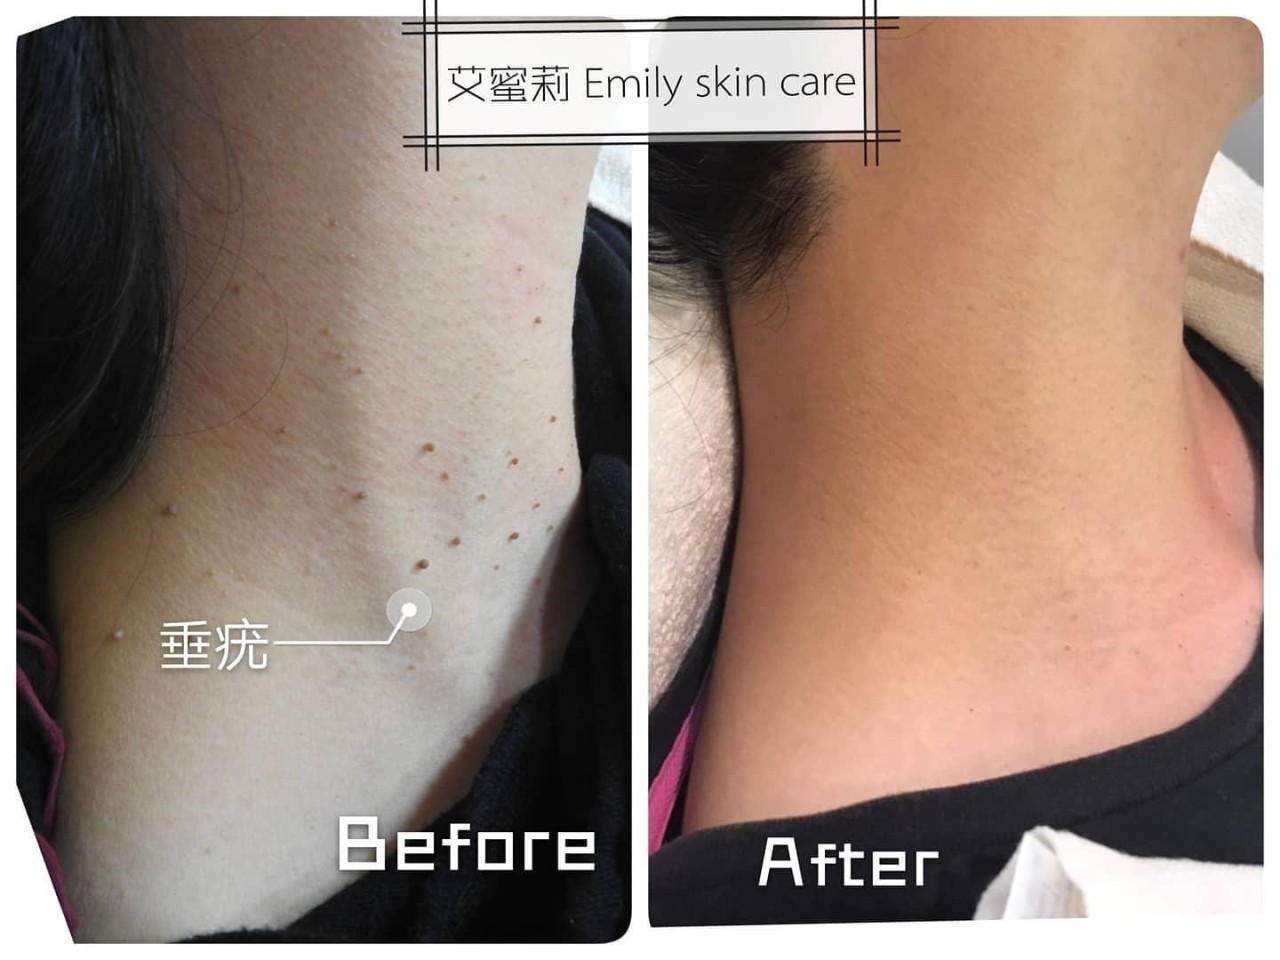 艾蜜莉 Emily skin care
垂疣
Before
After